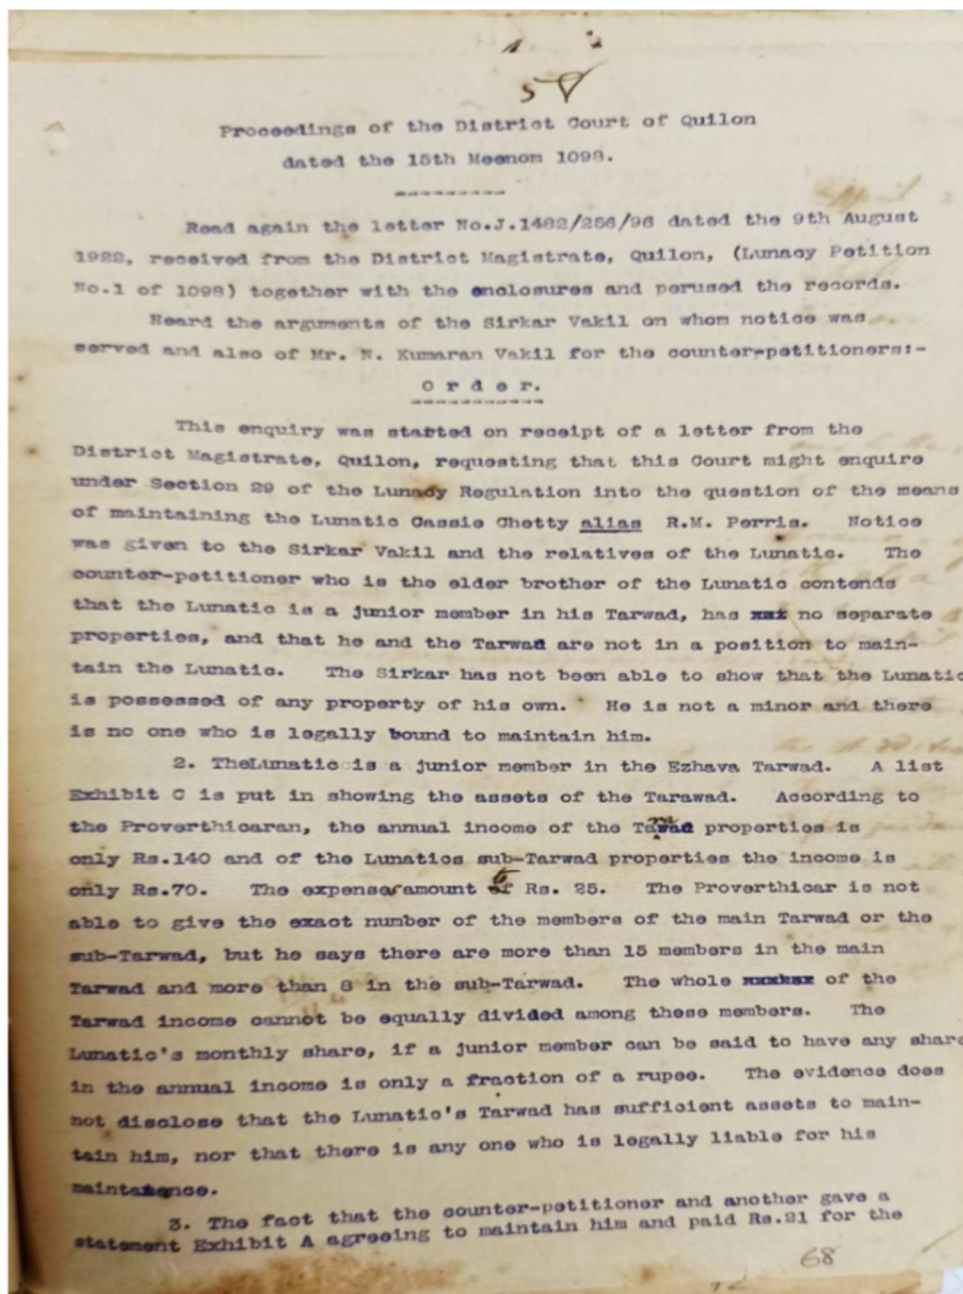 5
Proceedings of the District Court of Quilon
dated the 15th Meenom 1098.
Read again the letter No.J.1482/256/96 dated the 9th August
1922, received from the District Magistrate, Quilon, (Lunacy Petition
No.1 of 1098) together with the enclosures and perused the records.
Heard the arguments of the Sirkar Vakil on whom notice was
served and also of Mr. N. Kumaran Vakil for the counter-petitioners:-
O r d e r.
This enquiry was started on receipt of a letter from the
District Magistrate, Quilon, requesting that this Court might enquire
under Section 29 of the Lunacy Regulation into the question of the means
of maintaining the Lunatic Cassie Chetty alias R.M. Perris. Notice
was given to the Sirkar Vakil and the relatives of the Lunatic. The
counter-petitioner who is the elder brother of the Lunatic contends
that the Lunatic is a junior member in his Tarwad, has xxx no separate
properties, and that he and the Tarwad are not in a position to main-
tain the Lunatic. The Sirkar has not been able to show that the Lunatic
is possessed of any property of his own. He is not a minor and there
is no one who is legally bound to maintain him.
2. TheLunatic is a junior member in the Ezhava Tarwad. A list
Exhibit C is put in showing the assets of the Tarawad. According to
the Proverthicaran, the annual income of the Tarawad properties is
only Rs.140 and of the Lunatics sub-Tarwad properties the income is
only Rs.70. The expenses amount to Rs. 25. The Proverthicar is not
able to give the exact number of the members of the main Tarwad or the
sub-Tarwad, but he says there are more than 15 members in the main
Tarwad and more than 8 in the sub-Tarwad. The whole xxxxxx of the
Tarwad income cannot be equally divided among these members. The
Lunatic's monthly share, if a junior member can be said to have any share
in the annual income is only a fraction of a rupee. The evidence does
not disclose that the Lunatic's Tarwad has sufficient assets to main-
tain him, nor that there is any one who is legally liable for his
maintenance.
3. The fact that the counter-petitioner and another gave a
statement Exhibit A agreeing to maintain him and paid Rs.21 for the
68